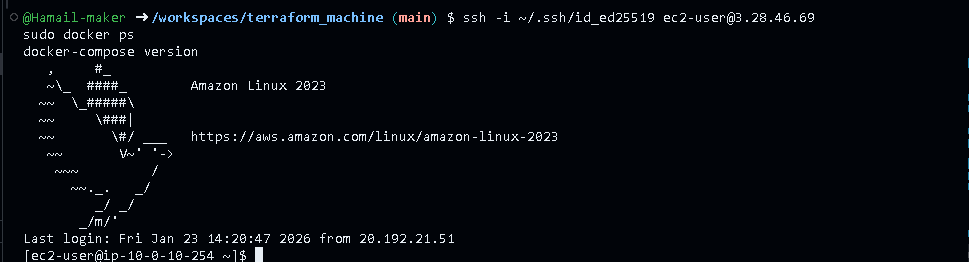 @Hamail-maker ➜/workspaces/terraform_machine (main) $ ssh -i ~/.ssh/id_ed25519 ec2-user@3.28.46.69
sudo docker ps
docker-compose version
   ,     #_
   ~\_  ####_        Amazon Linux 2023
  ~~  \_#####\
  ~~     \###|
  ~~       \#/ ___   https://aws.amazon.com/linux/amazon-linux-2023
   ~~       V~' '->
    ~~~         /
      ~~._.   _/
         _/ _/
       _/m/'
Last login: Fri Jan 23 14:20:47 2026 from 20.192.21.51
[ec2-user@ip-10-0-10-254 ~]$